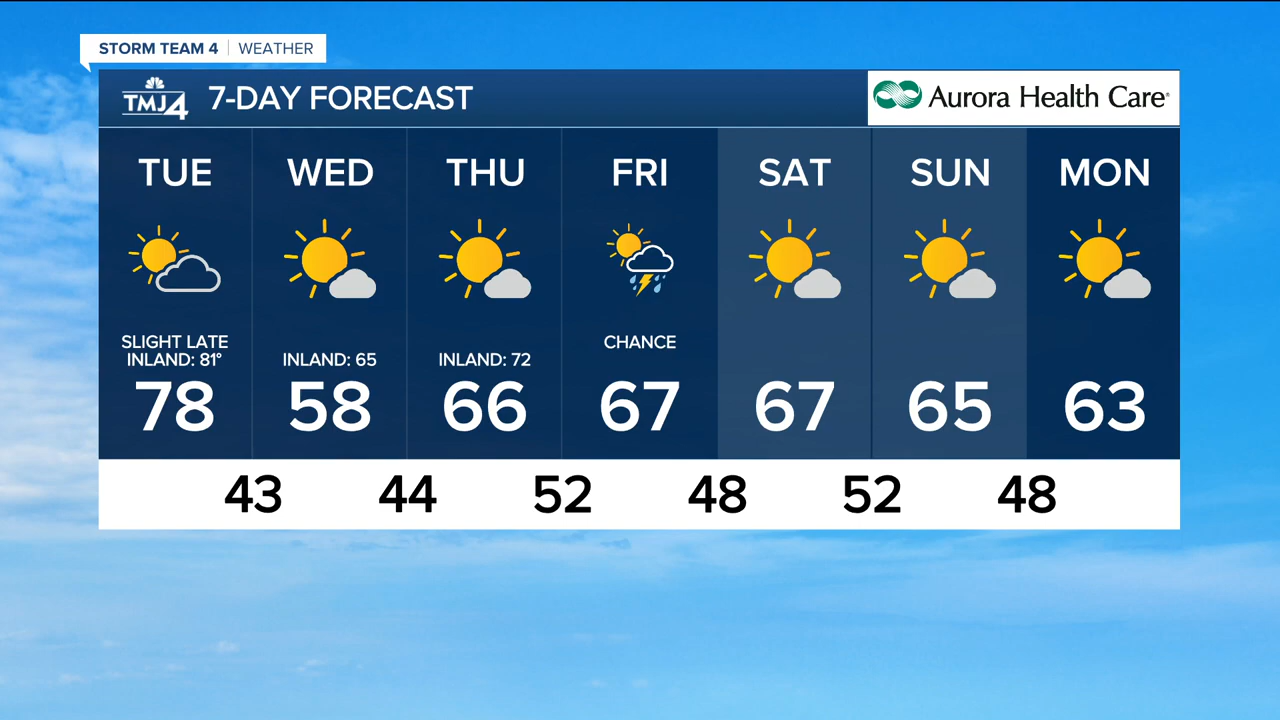 STORM TEAM 4 | WEATHER
TMJ4 7-DAY FORECAST
Aurora Health Care®
TUE WED THU FRI SAT SUN MON
SLIGHT LATE
CHANCE
INLAND: 81° INLAND: 65 INLAND: 72
78 58 66 67 67 65 63
43 44 52 48 52 48